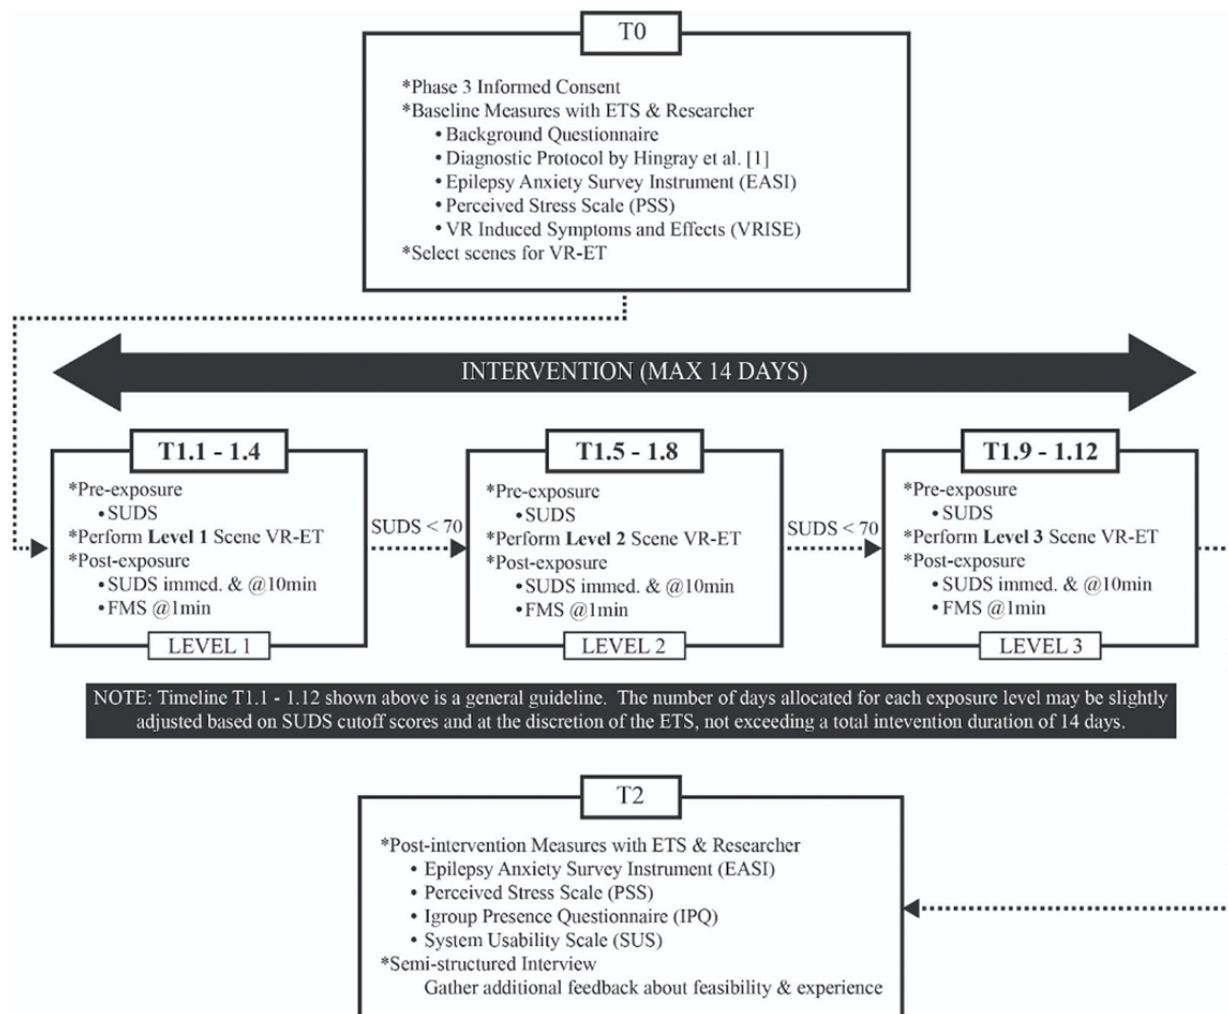 T0
*Phase 3 Informed Consent
*Baseline Measures with ETS & Researcher
• Background Questionnaire
• Diagnostic Protocol by Hingray et al. [1]
• Epilepsy Anxiety Survey Instrument (EASI)
• Perceived Stress Scale (PSS)
• VR Induced Symptoms and Effects (VRISE)
*Select scenes for VR-ET
INTERVENTION (MAX 14 DAYS)
T1.1 - 1.4
*Pre-exposure
• SUDS
*Perform Level 1 Scene VR-ET
*Post-exposure
• SUDS immed. & @10min
• FMS @1min
LEVEL 1
SUDS < 70
T1.5 - 1.8
*Pre-exposure
• SUDS
*Perform Level 2 Scene VR-ET
*Post-exposure
• SUDS immed. & @10min
• FMS @1min
LEVEL 2
SUDS < 70
T1.9 - 1.12
*Pre-exposure
• SUDS
*Perform Level 3 Scene VR-ET
*Post-exposure
• SUDS immed. & @10min
• FMS @1min
LEVEL 3
NOTE: Timeline T1.1 - 1.12 shown above is a general guideline. The number of days allocated for each exposure level may be slightly
adjusted based on SUDS cutoff scores and at the discretion of the ETS, not exceeding a total intevention duration of 14 days.
T2
*Post-intervention Measures with ETS & Researcher
• Epilepsy Anxiety Survey Instrument (EASI)
• Perceived Stress Scale (PSS)
• Igroup Presence Questionnaire (IPQ)
• System Usability Scale (SUS)
*Semi-structured Interview
Gather additional feedback about feasibility & experience